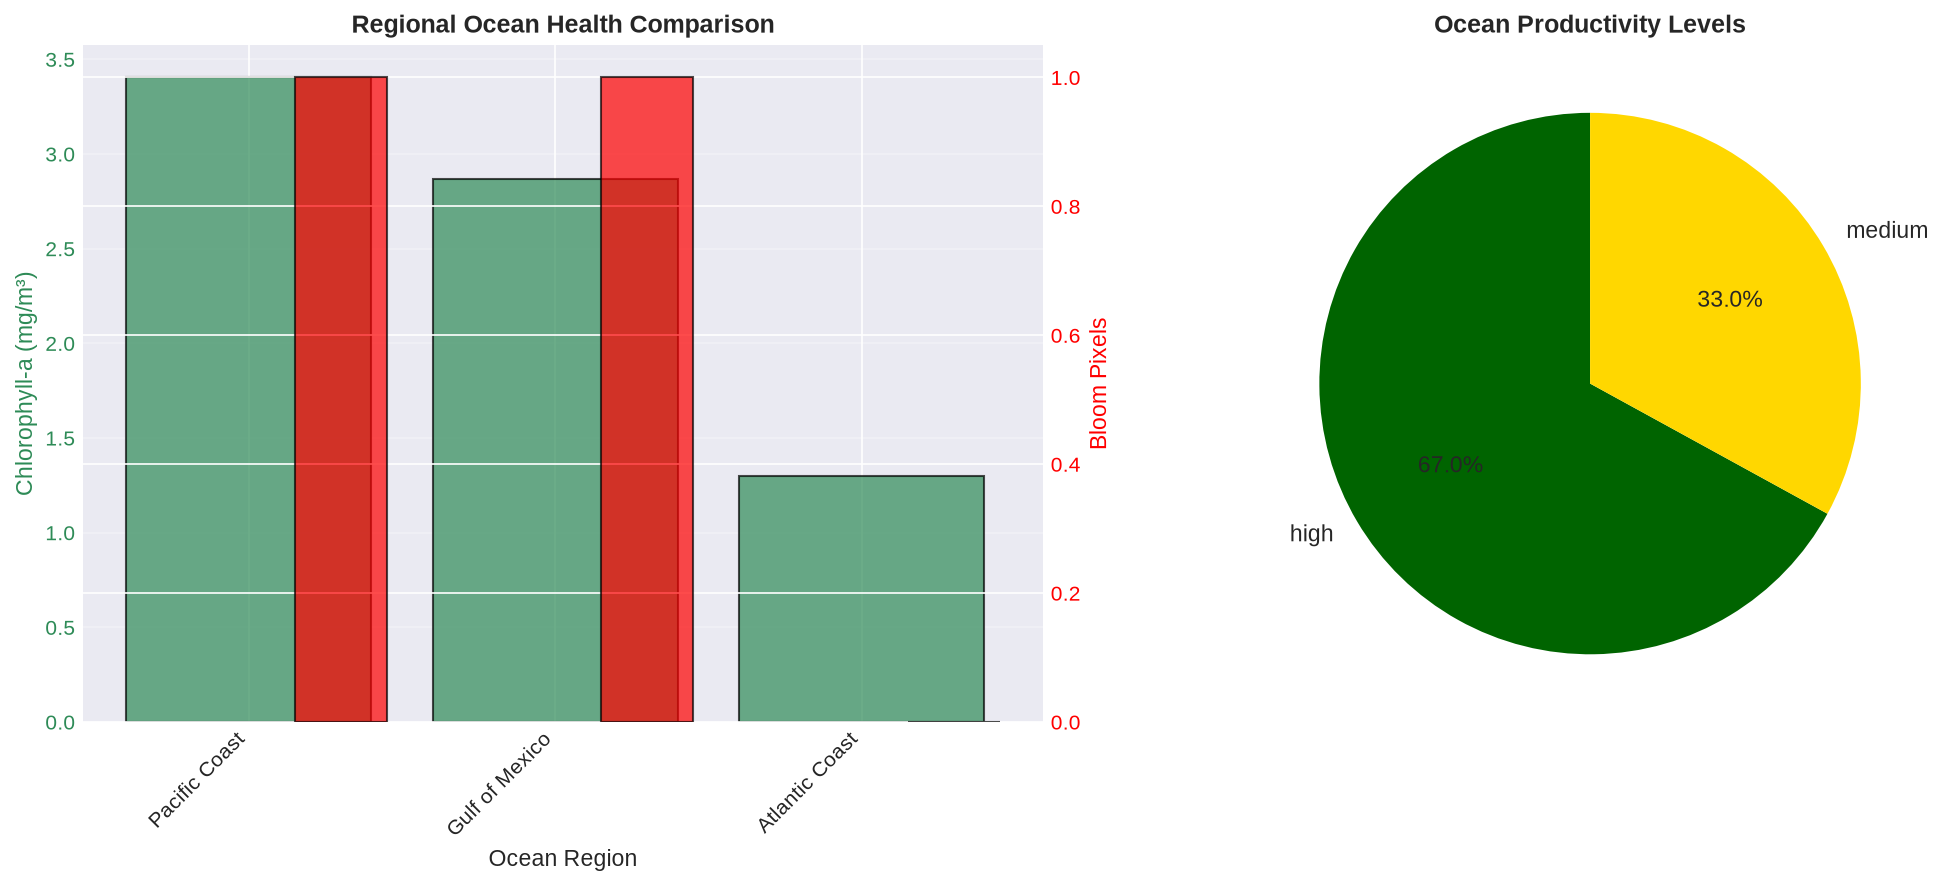 Regional Ocean Health Comparison
Chlorophyll-a (mg/m³)
3.5
3.0
2.5
2.0
1.5
1.0
0.5
0.0
1.0
0.8
0.6
0.4
0.2
0.0
Bloom Pixels
Pacific Coast
Gulf of Mexico
Atlantic Coast
Ocean Region
Ocean Productivity Levels
medium
33.0%
67.0%
high